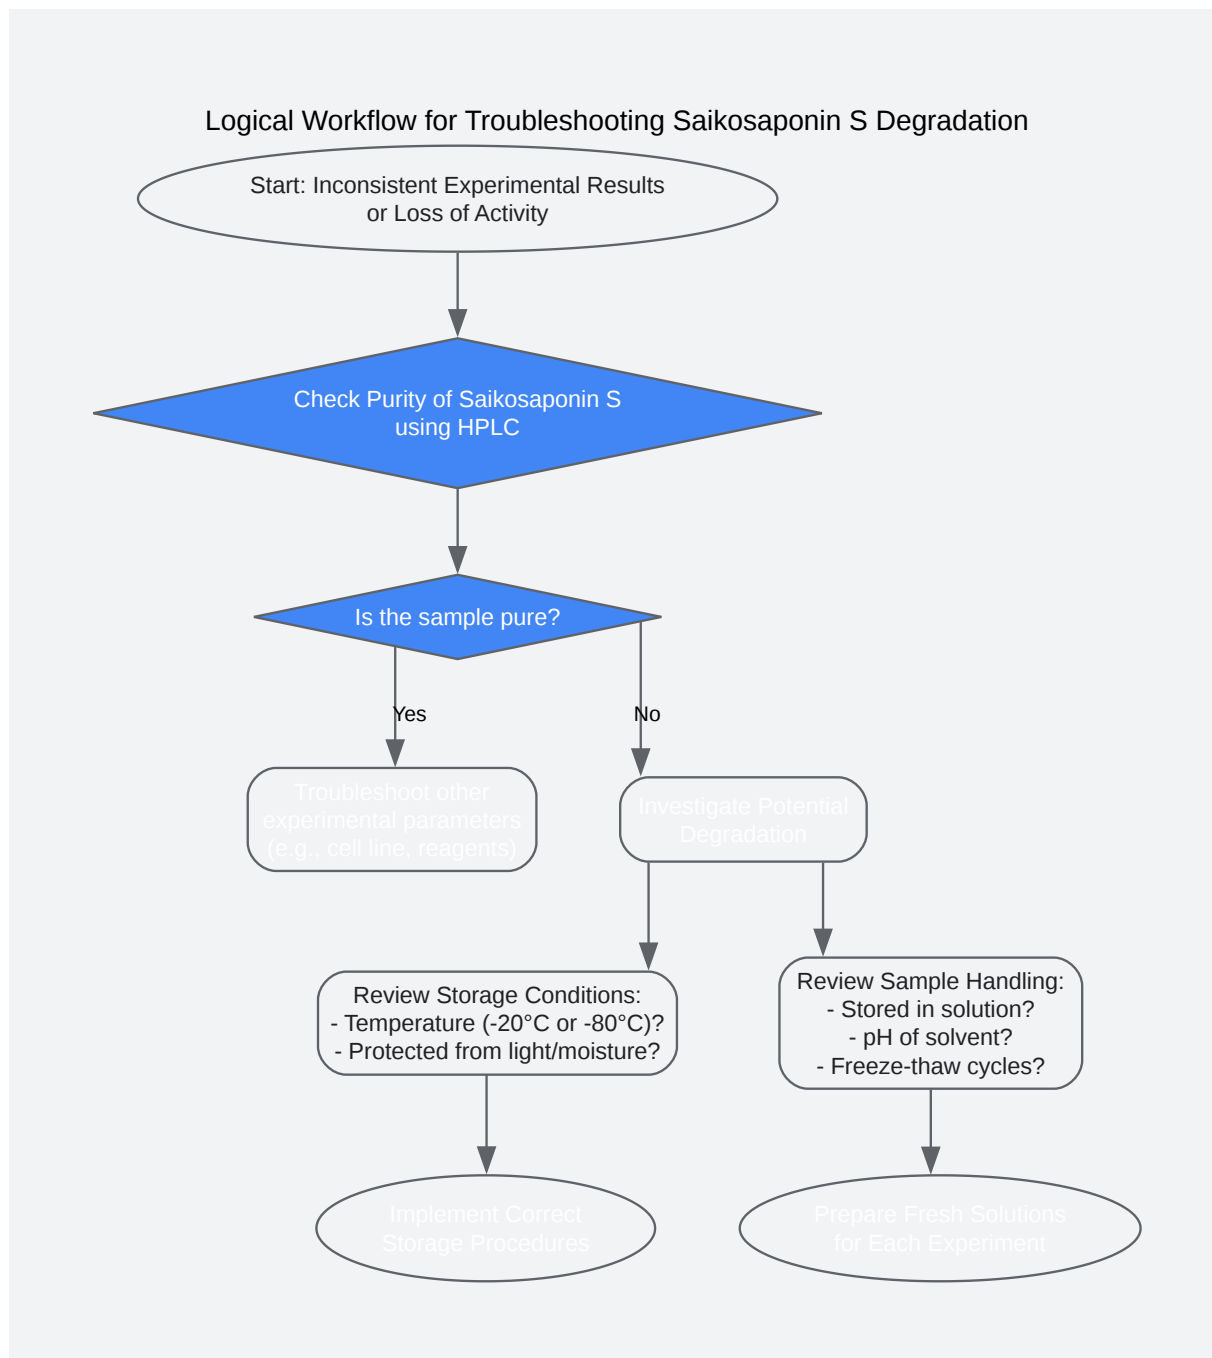 Logical Workflow for Troubleshooting Saikosaponin S Degradation
Start: Inconsistent Experimental Results
or Loss of Activity
Check Purity of Saikosaponin S
using HPLC
Is the sample pure?
Yes
No
Troubleshoot other
experimental parameters
(e.g., cell line, reagents)
Investigate Potential
Degradation
Review Storage Conditions:
- Temperature (-20°C or -80°C)?
- Protected from light/moisture?
Review Sample Handling:
- Stored in solution?
- pH of solvent?
- Freeze-thaw cycles?
Implement Correct
Storage Procedures
Prepare Fresh Solutions
for Each Experiment